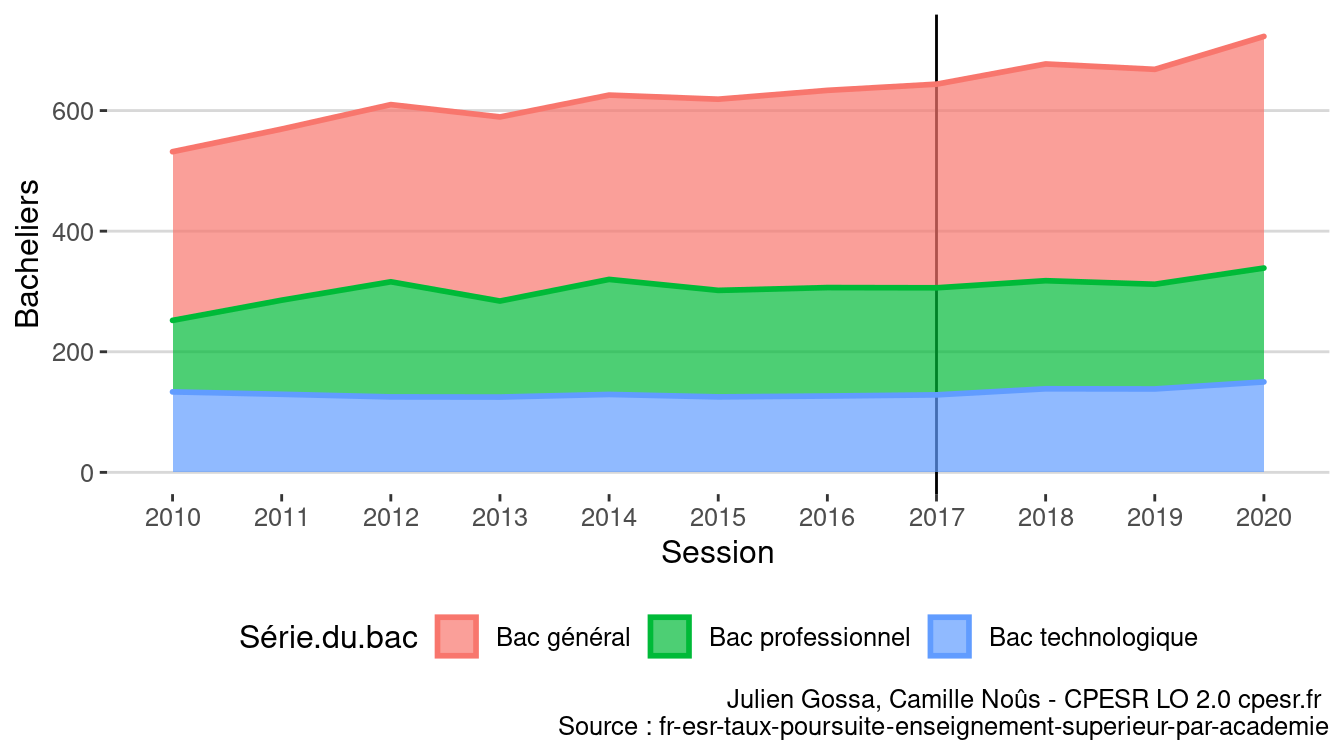 Bacheliers
600
400
200
0
2010 2011 2012 2013 2014 2015 2016 2017 2018 2019 2020
Session
Série.du.bac Bac général Bac professionnel Bac technologique
Julien Gossa, Camille Noûs - CPESR LO 2.0 cpesr.fr
Source : fr-esr-taux-poursuite-enseignement-superieur-par-academie